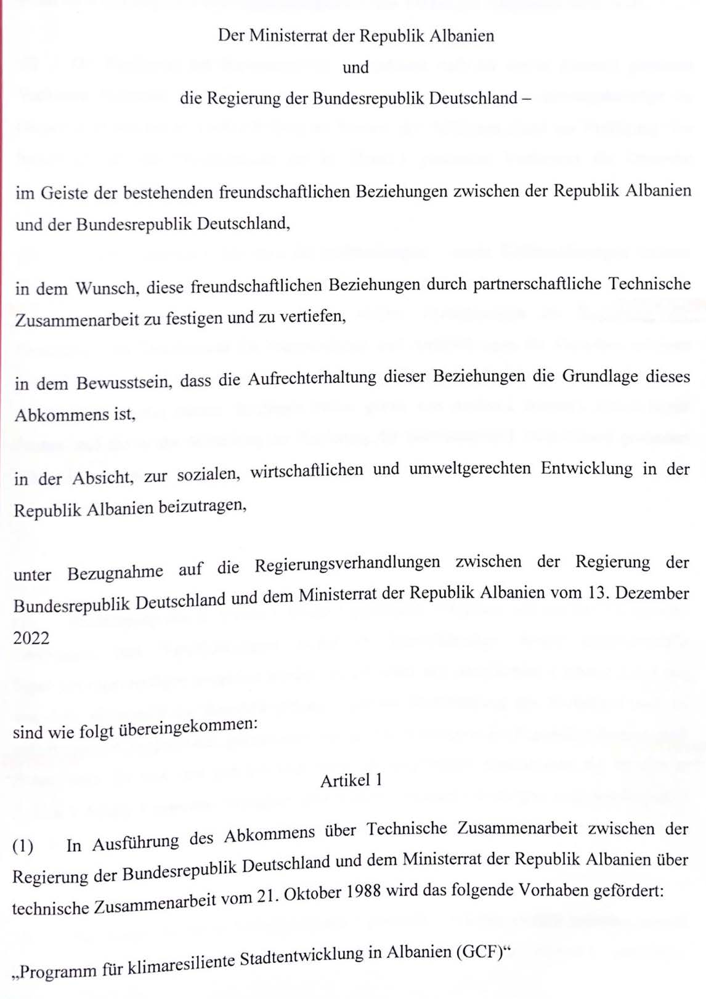 Der Ministerrat der Republik Albanien
und
die Regierung der Bundesrepublik Deutschland –
im Geiste der bestehenden freundschaftlichen Beziehungen zwischen der Republik Albanien
und der Bundesrepublik Deutschland,
in dem Wunsch, diese freundschaftlichen Beziehungen durch partnerschaftliche Technische
Zusammenarbeit zu festigen und zu vertiefen,
in dem Bewusstsein, dass die Aufrechterhaltung dieser Beziehungen die Grundlage dieses
Abkommens ist,
in der Absicht, zur sozialen, wirtschaftlichen und umweltgerechten Entwicklung in der
Republik Albanien beizutragen,
unter Bezugnahme auf die Regierungsverhandlungen zwischen der Regierung der
Bundesrepublik Deutschland und dem Ministerrat der Republik Albanien vom 13. Dezember
2022
sind wie folgt übereingekommen:
Artikel 1
(1) In Ausführung des Abkommens über Technische Zusammenarbeit zwischen der
Regierung der Bundesrepublik Deutschland und dem Ministerrat der Republik Albanien über
technische Zusammenarbeit vom 21. Oktober 1988 wird das folgende Vorhaben gefördert:
„Programm für klimaresiliente Stadtentwicklung in Albanien (GCF)“